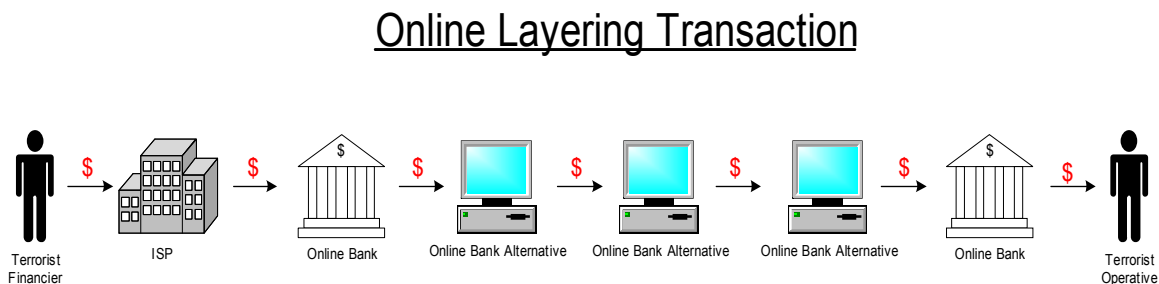 Online Layering Transaction
$ $ $ $ $ $ $
$ $
Terrorist
Financier
ISP
Online Bank
Online Bank Alternative
Online Bank Alternative
Online Bank Alternative
Online Bank
Terrorist
Operative